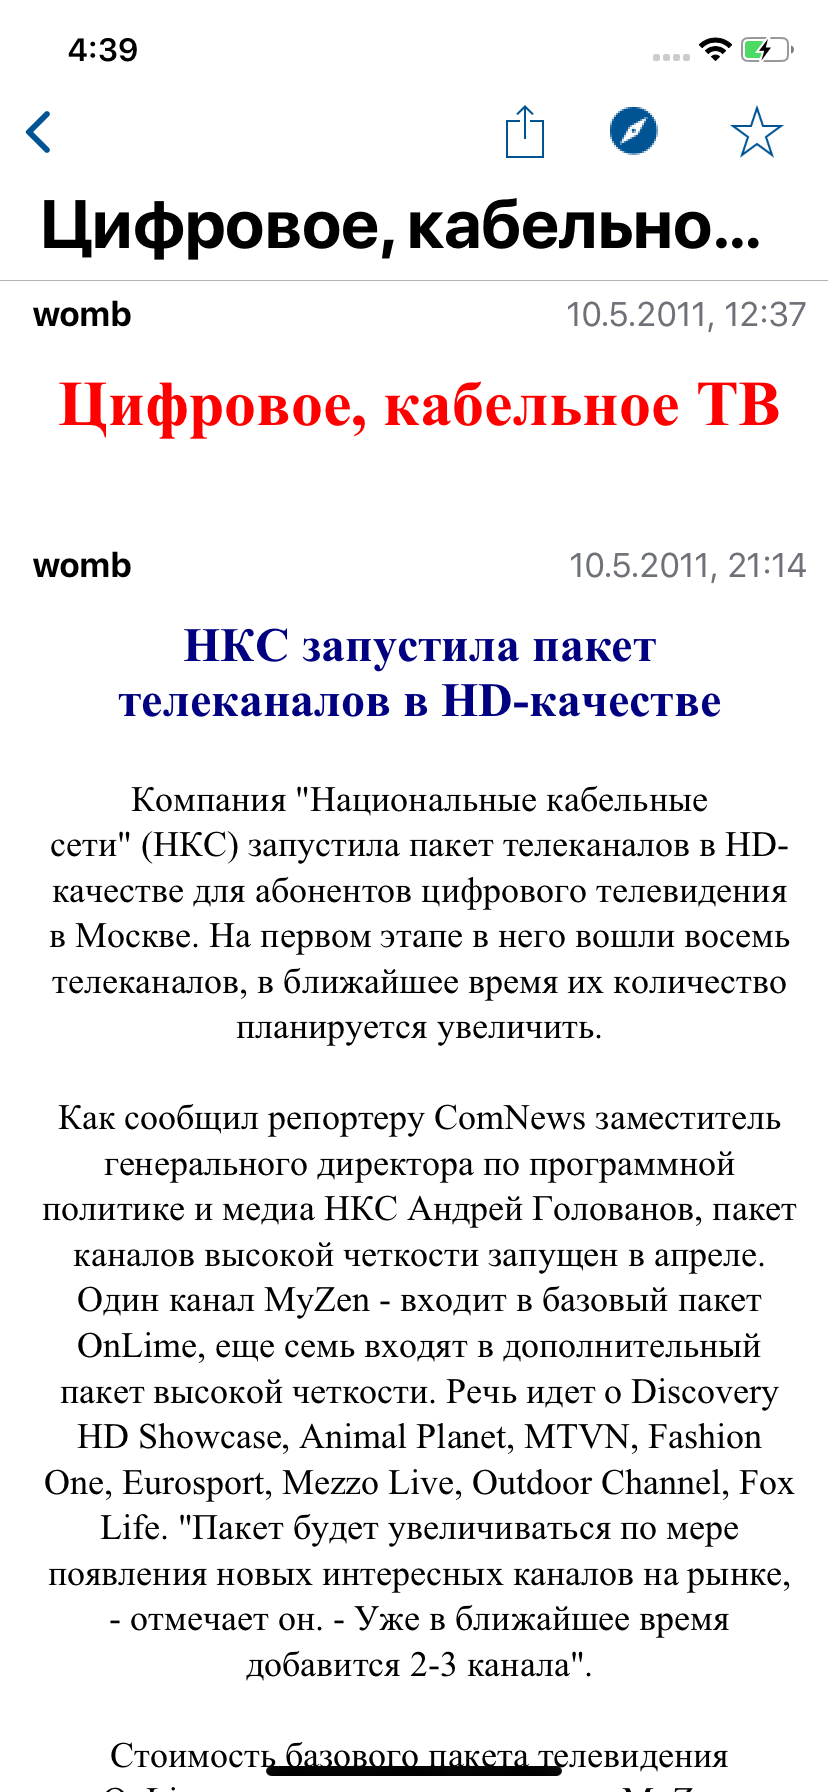 4:39
Цифровое, кабельно...
womb
10.5.2011, 12:37
Цифровое, кабельное ТВ
womb
10.5.2011, 21:14
НКС запустила пакет
телеканалов в HD-качестве
Компания "Национальные кабельные
сети" (НКС) запустила пакет телеканалов в HD-
качестве для абонентов цифрового телевидения
в Москве. На первом этапе в него вошли восемь
телеканалов, в ближайшее время их количество
планируется увеличить.
Как сообщил репортеру ComNews заместитель
генерального директора по программной
политике и медиа НКС Андрей Голованов, пакет
каналов высокой четкости запущен в апреле.
Один канал MyZen - входит в базовый пакет
OnLime, еще семь входят в дополнительный
пакет высокой четкости. Речь идет о Discovery
HD Showcase, Animal Planet, MTVN, Fashion
One, Eurosport, Mezzo Live, Outdoor Channel, Fox
Life. "Пакет будет увеличиваться по мере
появления новых интересных каналов на рынке,
- отмечает он. - Уже в ближайшее время
добавится 2-3 канала".
Стоимость базового пакета телевидения